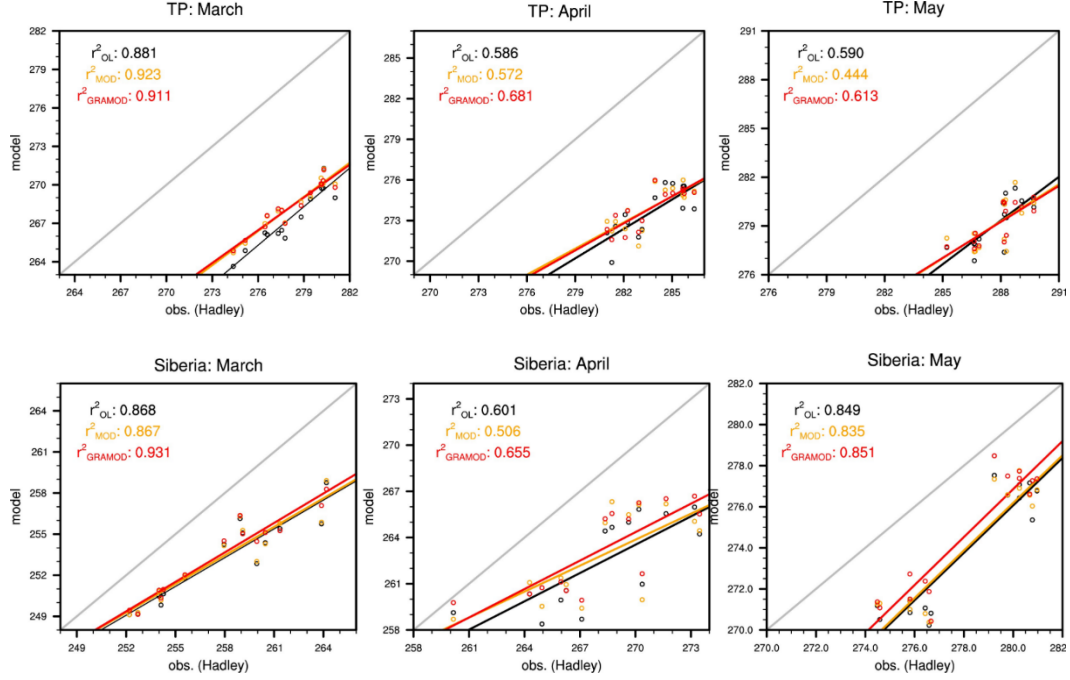 TP: March
r²OL: 0.881
r²MOD: 0.923
r²GRAMOD: 0.911
282
279
276
273
270
267
264
model
264 267 270 273 276 279 282
obs. (Hadley)
TP: April
r²OL: 0.586
r²MOD: 0.572
r²GRAMOD: 0.681
287
285
282
279
276
273
270
269
model
270 273 276 279 282 285
obs. (Hadley)
TP: May
r²OL: 0.590
r²MOD: 0.444
r²GRAMOD: 0.613
291
288
285
282
279
276
model
276 279 282 285 288 291
obs. (Hadley)
Siberia: March
r²OL: 0.868
r²MOD: 0.867
r²GRAMOD: 0.931
264
261
258
255
252
249
model
249 252 255 258 261 264
obs. (Hadley)
Siberia: April
r²OL: 0.601
r²MOD: 0.506
r²GRAMOD: 0.655
273
270
267
264
261
258
model
258 261 264 267 270 273
obs. (Hadley)
Siberia: May
r²OL: 0.849
r²MOD: 0.835
r²GRAMOD: 0.851
282.0
280.0
278.0
276.0
274.0
272.0
270.0
model
270.0 272.0 274.0 276.0 278.0 280.0 282
obs. (Hadley)